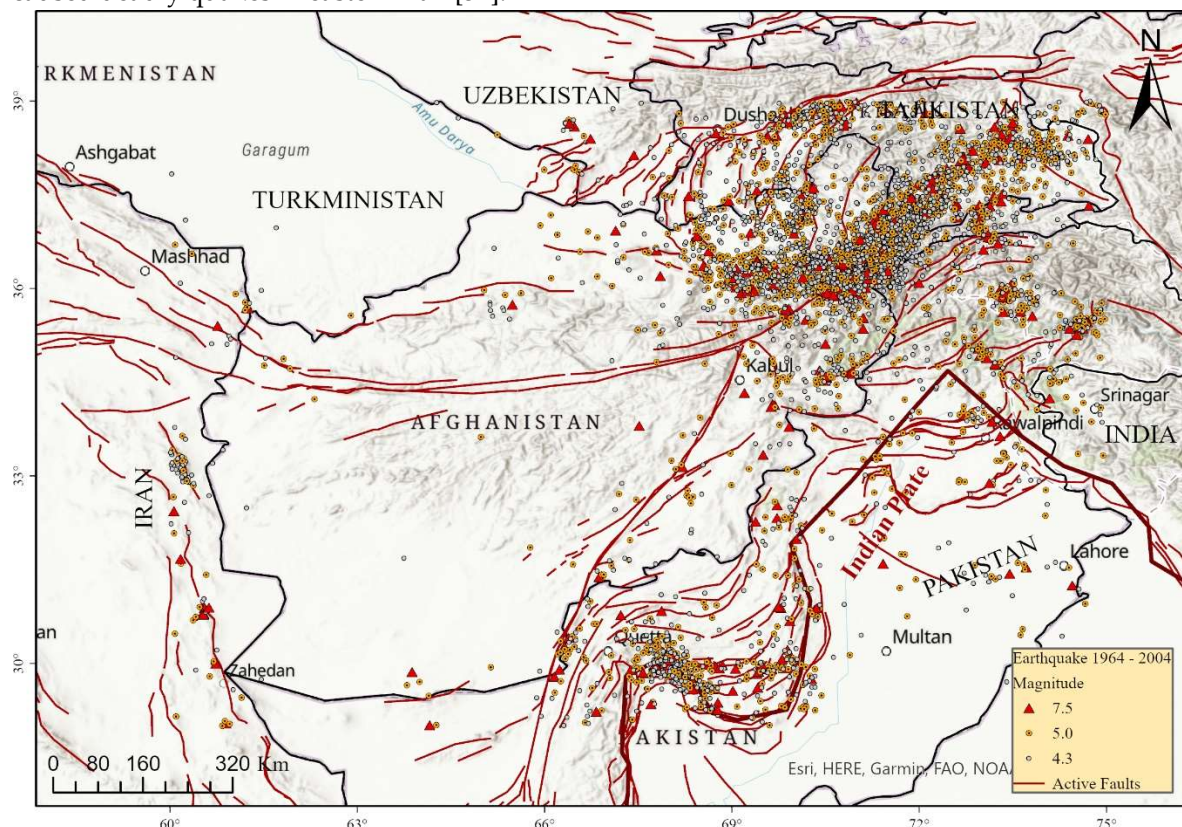 N
RKMENISTAN
UZBEKISTAN
39°
Dush
TAJIKISTAN
Amu Darya
Ashgabat
Garagum
TURKMINISTAN
Mashhad
36°
Kabul
Srinagar
AFGHANISTAN
Rawalpindi
INDIA
33°
IRAN
Indian Plate
PAKISTAN
Lahore
an
Quetta
Multan
30°
Zahedan
AKISTAN
Earthquake 1964 - 2004
Magnitude
7.5
5.0
4.3
Active Faults
0 80 160 320 Km
Esri, HERE, Garmin, FAO, NOA
60° 63° 66° 69° 72° 75°